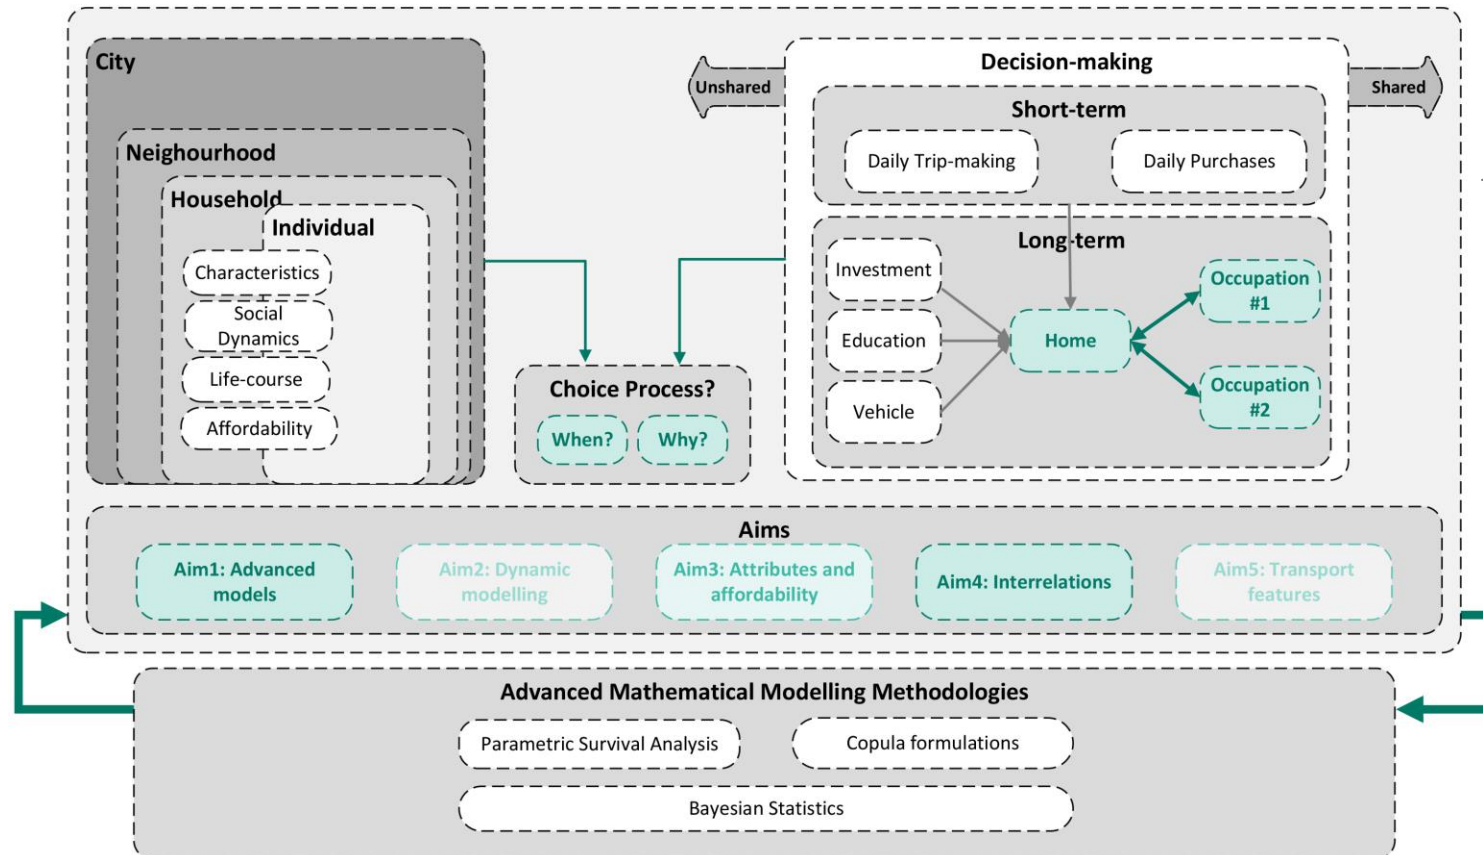 City
Neighourhood
Household
Individual
Characteristics
Social
Dynamics
Life-course
Affordability
Unshared
Decision-making
Shared
Short-term
Daily Trip-making
Daily Purchases
Long-term
Investment
Education
Vehicle
Home
Occupation
#1
Occupation
#2
Choice Process?
When?
Why?
Aims
Aim1: Advanced
models
Aim2: Dynamic
modelling
Aim3: Attributes and
affordability
Aim4: Interrelations
Aim5: Transport
features
Advanced Mathematical Modelling Methodologies
Parametric Survival Analysis
Copula formulations
Bayesian Statistics